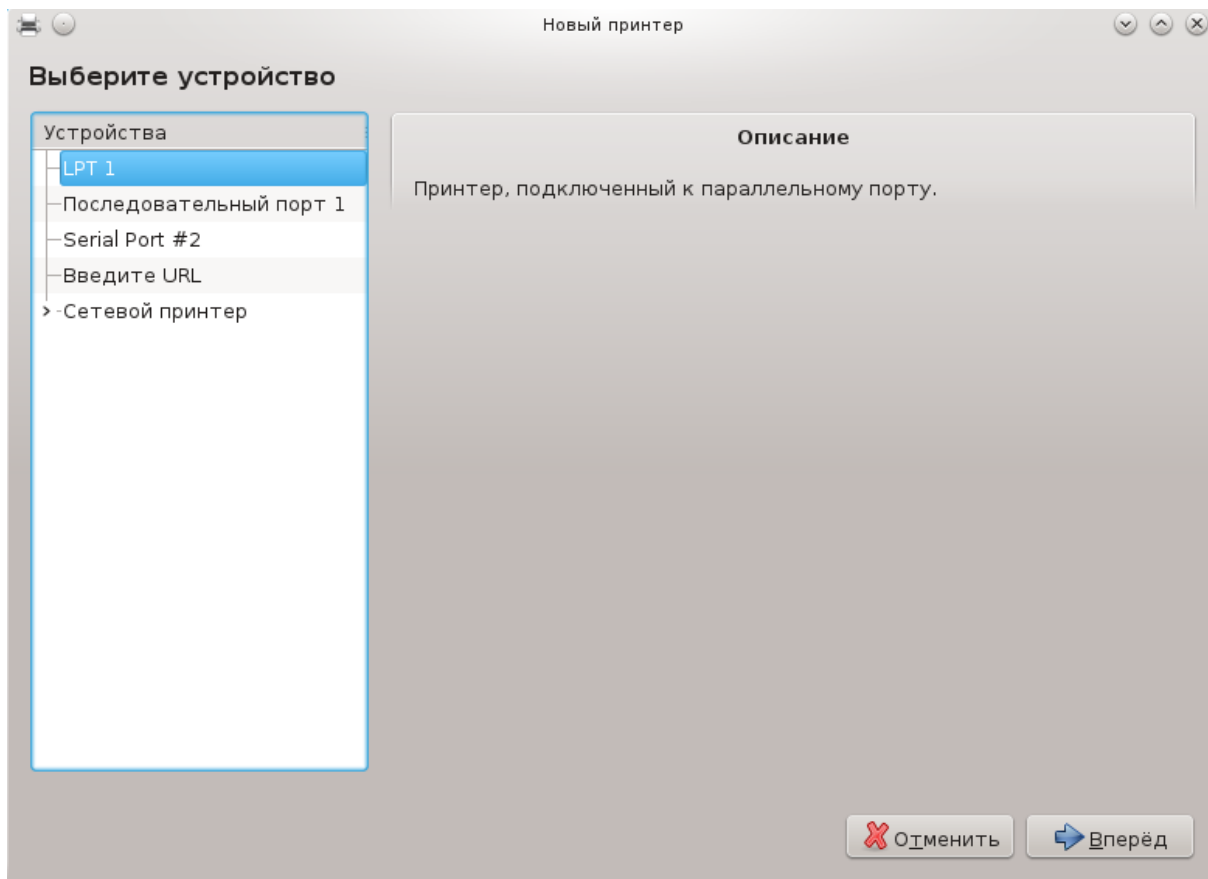 Новый принтер
Выберите устройство
Устройства
LPT 1
Последовательный порт 1
Serial Port #2
Введите URL
Сетевой принтер
Описание
Принтер, подключенный к параллельному порту.
Отменить
Вперёд